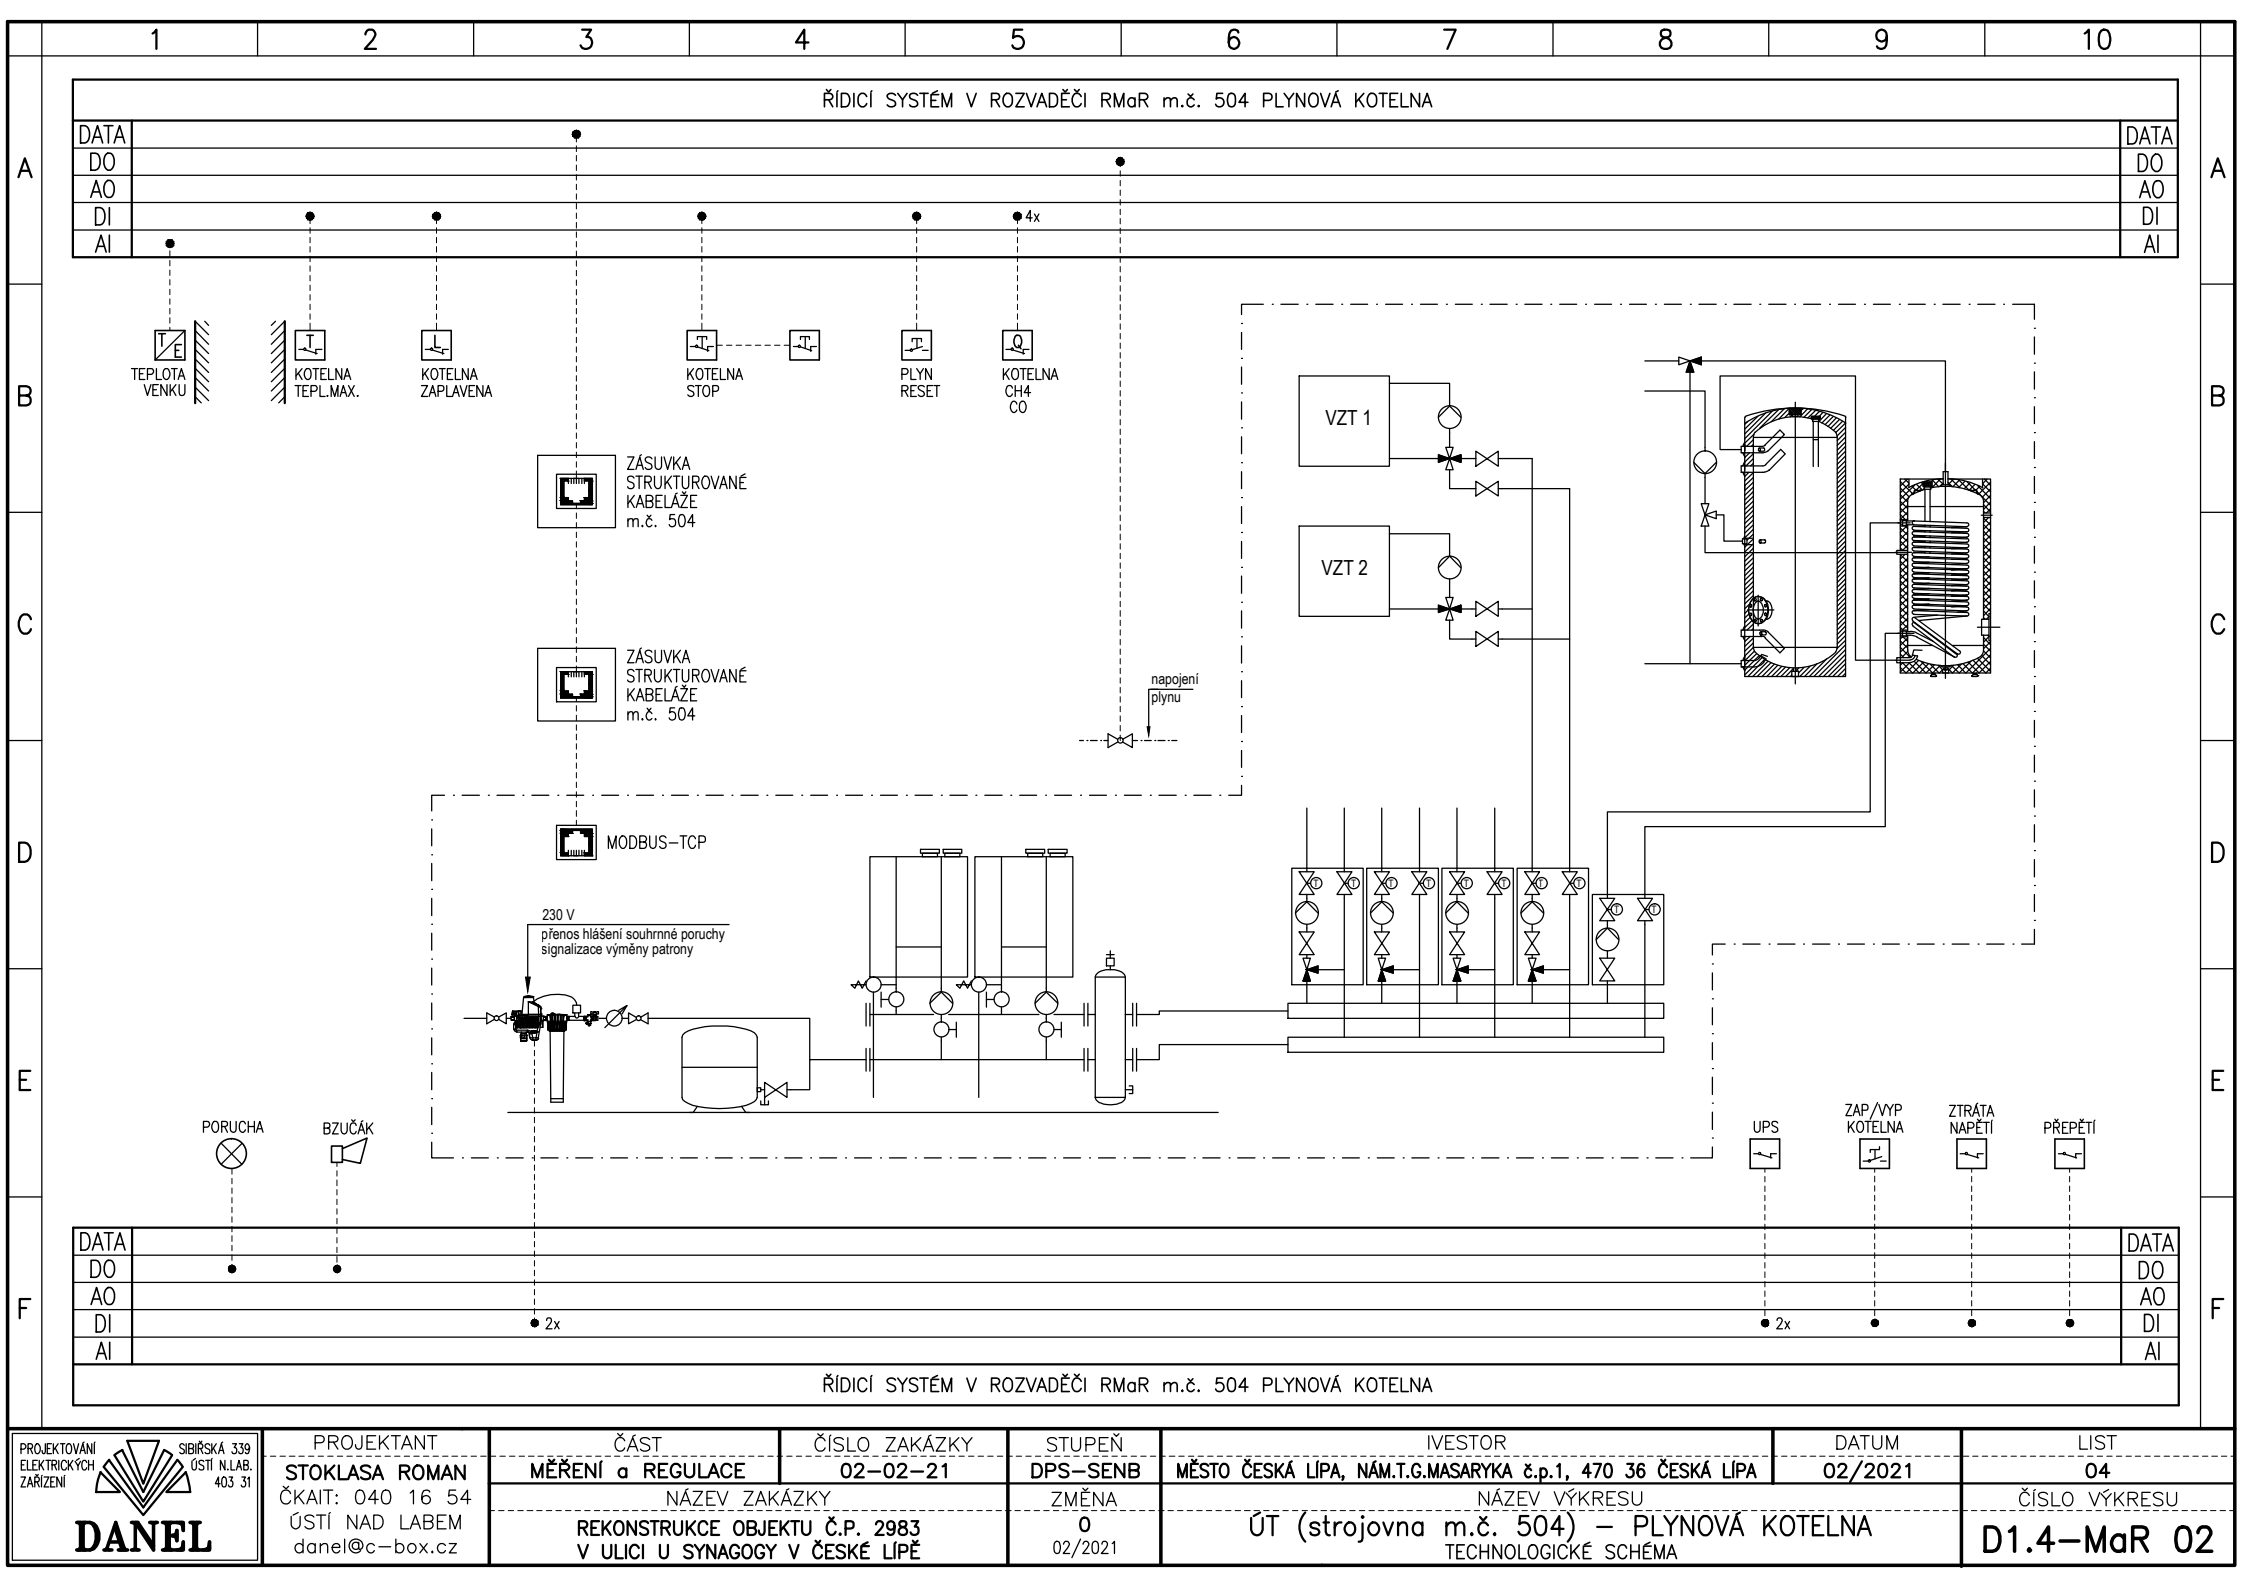 1 2 3 4 5 6 7 8 9 10
ŘÍDICÍ SYSTÉM V ROZVADĚČI RMaR m.č. 504 PLYNOVÁ KOTELNA
DATA DATA
A DO DO A
AO AO
DI 4x DI
AI AI
T E
T
L
T
T
T
Q
TEPLOTA
VENKU
KOTELNA
TEPL.MAX.
KOTELNA
ZAPLAVENA
KOTELNA
STOP
PLYN
RESET
KOTELNA
CH4
CO
B B
VZT 1
ZÁSUVKA
STRUKTUROVANÉ
KABELÁŽE
m.č. 504
VZT 2
C C
ZÁSUVKA
STRUKTUROVANÉ
KABELÁŽE
m.č. 504
napojení
plynu
MODBUS-TCP
D D
T T T T T T T T
T T
230 V
přenos hlášení souhrnné poruchy
signalizace výměny patrony
E E
PORUCHA
BZUČÁK
UPS
ZAP/VYP
KOTELNA
ZTRÁTA
NAPĚTÍ
PŘEPĚTÍ
T
DATA DATA
DO DO
F AO AO F
DI 2x 2x DI
AI AI
ŘÍDICÍ SYSTÉM V ROZVADĚČI RMaR m.č. 504 PLYNOVÁ KOTELNA
PROJEKTOVÁNÍ
ELEKTRICKÝCH
ZAŘÍZENÍ
SIBIŘSKÁ 339
ÚSTÍ N.LAB.
403 31
DANEL
PROJEKTANT
STOKLASA ROMAN
ČKAIT: 040 16 54
ÚSTÍ NAD LABEM
danel@c-box.cz
ČÁST
MĚŘENÍ a REGULACE
ČÍSLO ZAKÁZKY
02-02-21
NÁZEV ZAKÁZKY
REKONSTRUKCE OBJEKTU Č.P. 2983
V ULICI U SYNAGOGY V ČESKÉ LÍPĚ
STUPEŇ
DPS-SENB
ZMĚNA
0
02/2021
IVESTOR
MĚSTO ČESKÁ LÍPA, NÁM.T.G.MASARYKA č.p.1, 470 36 ČESKÁ LÍPA
DATUM
02/2021
NÁZEV VÝKRESU
ÚT (strojovna m.č. 504) - PLYNOVÁ KOTELNA
TECHNOLOGICKÉ SCHÉMA
LIST
04
ČÍSLO VÝKRESU
D1.4-MaR 02